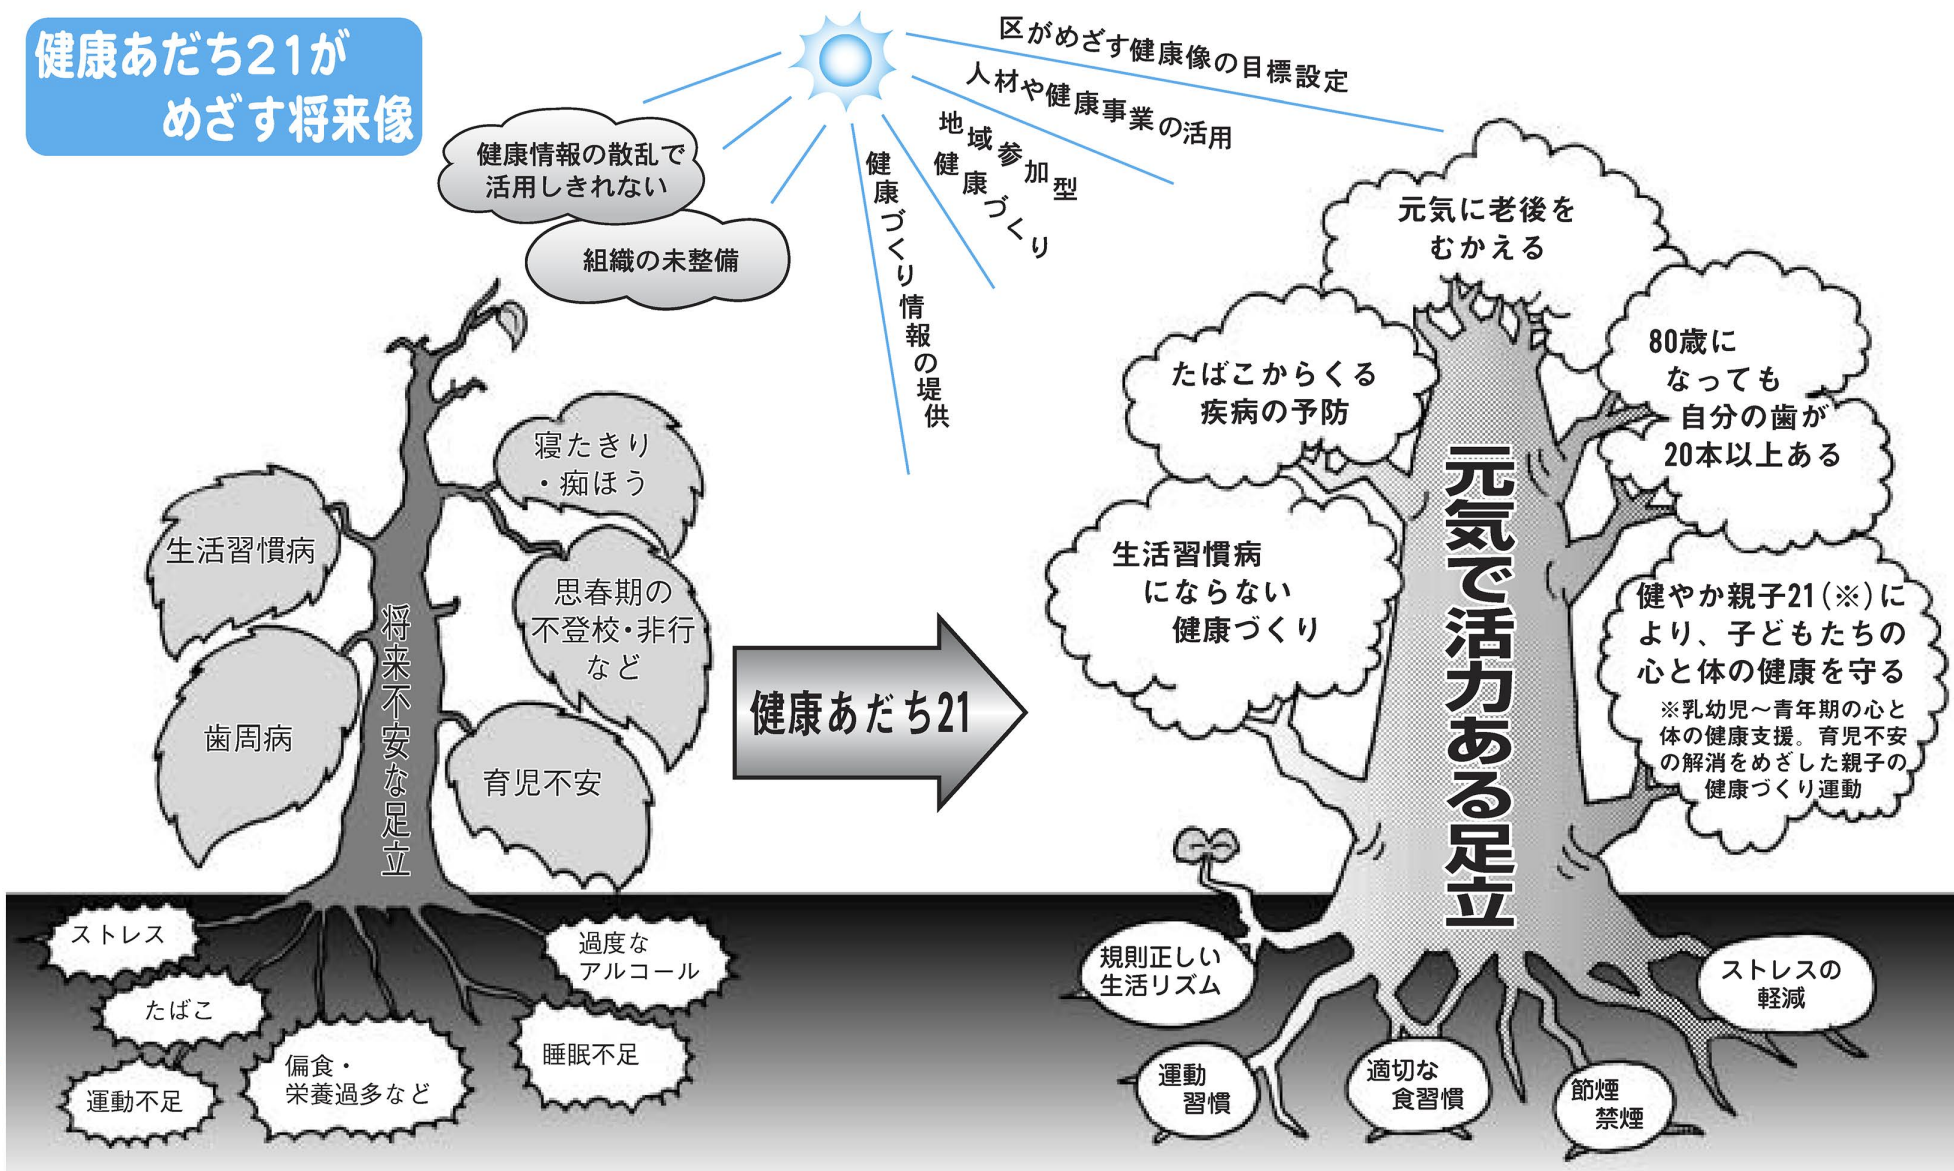 健康あだち21が
めざす将来像
健康情報の散乱で
活用しきれない
組織の未整備
区がめざす健康像の目標設定
人材や健康事業の活用
地域参加型
健康づくり
健康づくり情報の堤供
寝たきり
・痴ほう
生活習慣病
思春期の
不登校・非行
など
歯周病
育児不安
将来不安な足立
ストレス
たばこ
運動不足
偏食・
栄養過多など
睡眠不足
過度な
アルコール
健康あだち21
元気に老後を
むかえる
たばこからくる
疾病の予防
80歳に
なっても
自分の歯が
20本以上ある
生活習慣病
にならない
健康づくり
健やか親子21(※)に
より、子どもたちの
心と体の健康を守る
※乳幼児〜青年期の心と
体の健康支援。育児不安
の解消をめざした親子の
健康づくり運動
元気で活力ある足立
規則正しい
生活リズム
運動
習慣
適切な
食習慣
節煙
禁煙
ストレスの
軽減